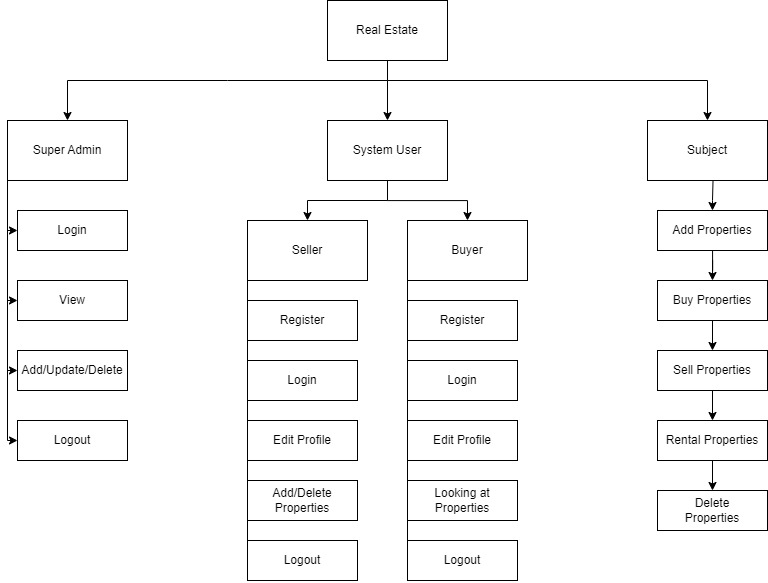 Real Estate
Super Admin
System User
Subject
Login
View
Add/Update/Delete
Logout
Seller
Register
Login
Edit Profile
Add/Delete
Properties
Logout
Buyer
Register
Login
Edit Profile
Looking at
Properties
Logout
Add Properties
Buy Properties
Sell Properties
Rental Properties
Delete
Properties